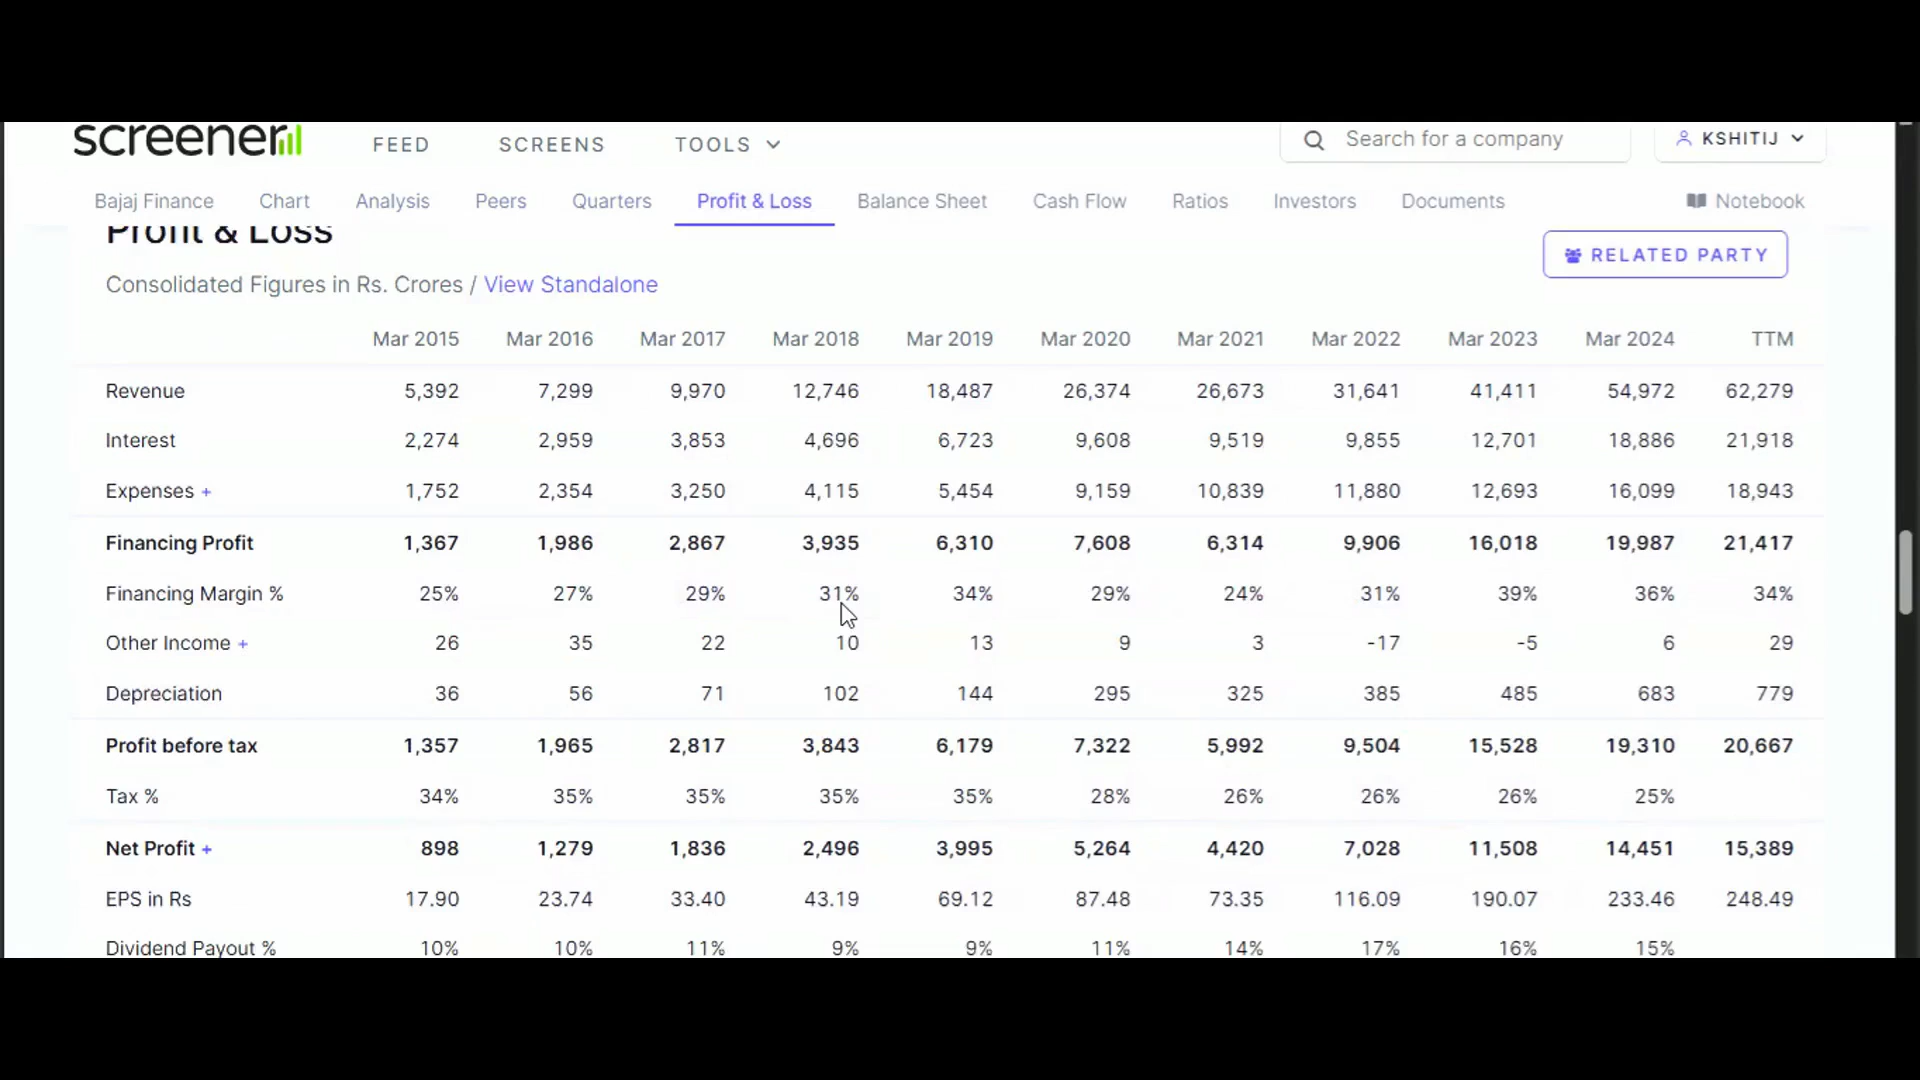 screener FEED SCREENS TOOLS Search for a company KSHITIJ
Bajaj Finance Chart Analysis Peers Quarters Profit & Loss Balance Sheet Cash Flow Ratios Investors Documents Notebook
Profit & Loss
RELATED PARTY
Consolidated Figures in Rs. Crores / View Standalone
Mar 2015 Mar 2016 Mar 2017 Mar 2018 Mar 2019 Mar 2020 Mar 2021 Mar 2022 Mar 2023 Mar 2024 TTM
Revenue 5,392 7,299 9,970 12,746 18,487 26,374 26,673 31,641 41,411 54,972 62,279
Interest 2,274 2,959 3,853 4,696 6,723 9,608 9,519 9,855 12,701 18,886 21,918
Expenses + 1,752 2,354 3,250 4,115 5,454 9,159 10,839 11,880 12,693 16,099 18,943
Financing Profit 1,367 1,986 2,867 3,935 6,310 7,608 6,314 9,906 16,018 19,987 21,417
Financing Margin % 25% 27% 29% 31% 34% 29% 24% 31% 39% 36% 34%
Other Income + 26 35 22 10 13 9 3 -17 -5 6 29
Depreciation 36 56 71 102 144 295 325 385 485 683 779
Profit before tax 1,357 1,965 2,817 3,843 6,179 7,322 5,992 9,504 15,528 19,310 20,667
Tax % 34% 35% 35% 35% 35% 28% 26% 26% 26% 25%
Net Profit + 898 1,279 1,836 2,496 3,995 5,264 4,420 7,028 11,508 14,451 15,389
EPS in Rs 17.90 23.74 33.40 43.19 69.12 87.48 73.35 116.09 190.07 233.46 248.49
Dividend Payout % 10% 10% 11% 9% 9% 11% 14% 17% 16% 15%